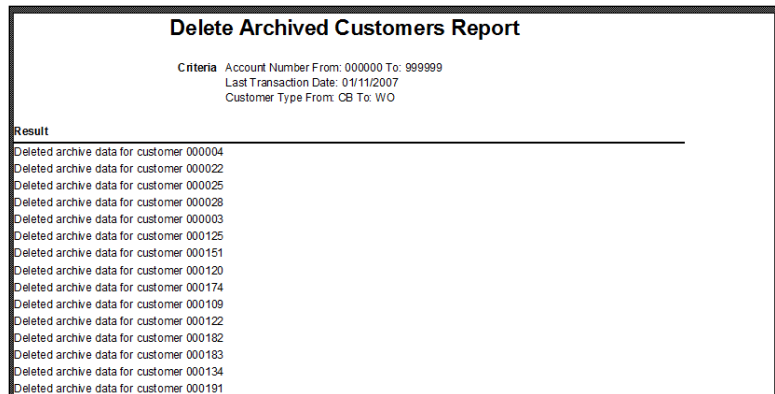 Delete Archived Customers Report
Criteria Account Number From: 000000 To: 999999
Last Transaction Date: 01/11/2007
Customer Type From: CB To: WO
Result
Deleted archive data for customer 000004
Deleted archive data for customer 000022
Deleted archive data for customer 000025
Deleted archive data for customer 000028
Deleted archive data for customer 000003
Deleted archive data for customer 000125
Deleted archive data for customer 000151
Deleted archive data for customer 000120
Deleted archive data for customer 000174
Deleted archive data for customer 000109
Deleted archive data for customer 000122
Deleted archive data for customer 000182
Deleted archive data for customer 000183
Deleted archive data for customer 000134
Deleted archive data for customer 000191